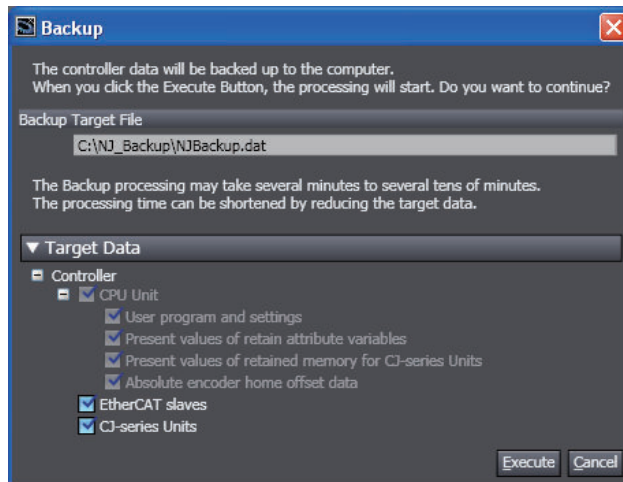 Backup
The controller data will be backed up to the computer.
When you click the Execute Button, the processing will start. Do you want to continue?
Backup Target File
C:\NJ_Backup\NJBackup.dat
The Backup processing may take several minutes to several tens of minutes.
The processing time can be shortened by reducing the target data.
Target Data
Controller
CPU Unit
User program and settings
Present values of retain attribute variables
Present values of retained memory for CJ-series Units
Absolute encoder home offset data
EtherCAT slaves
CJ-series Units
Execute Cancel